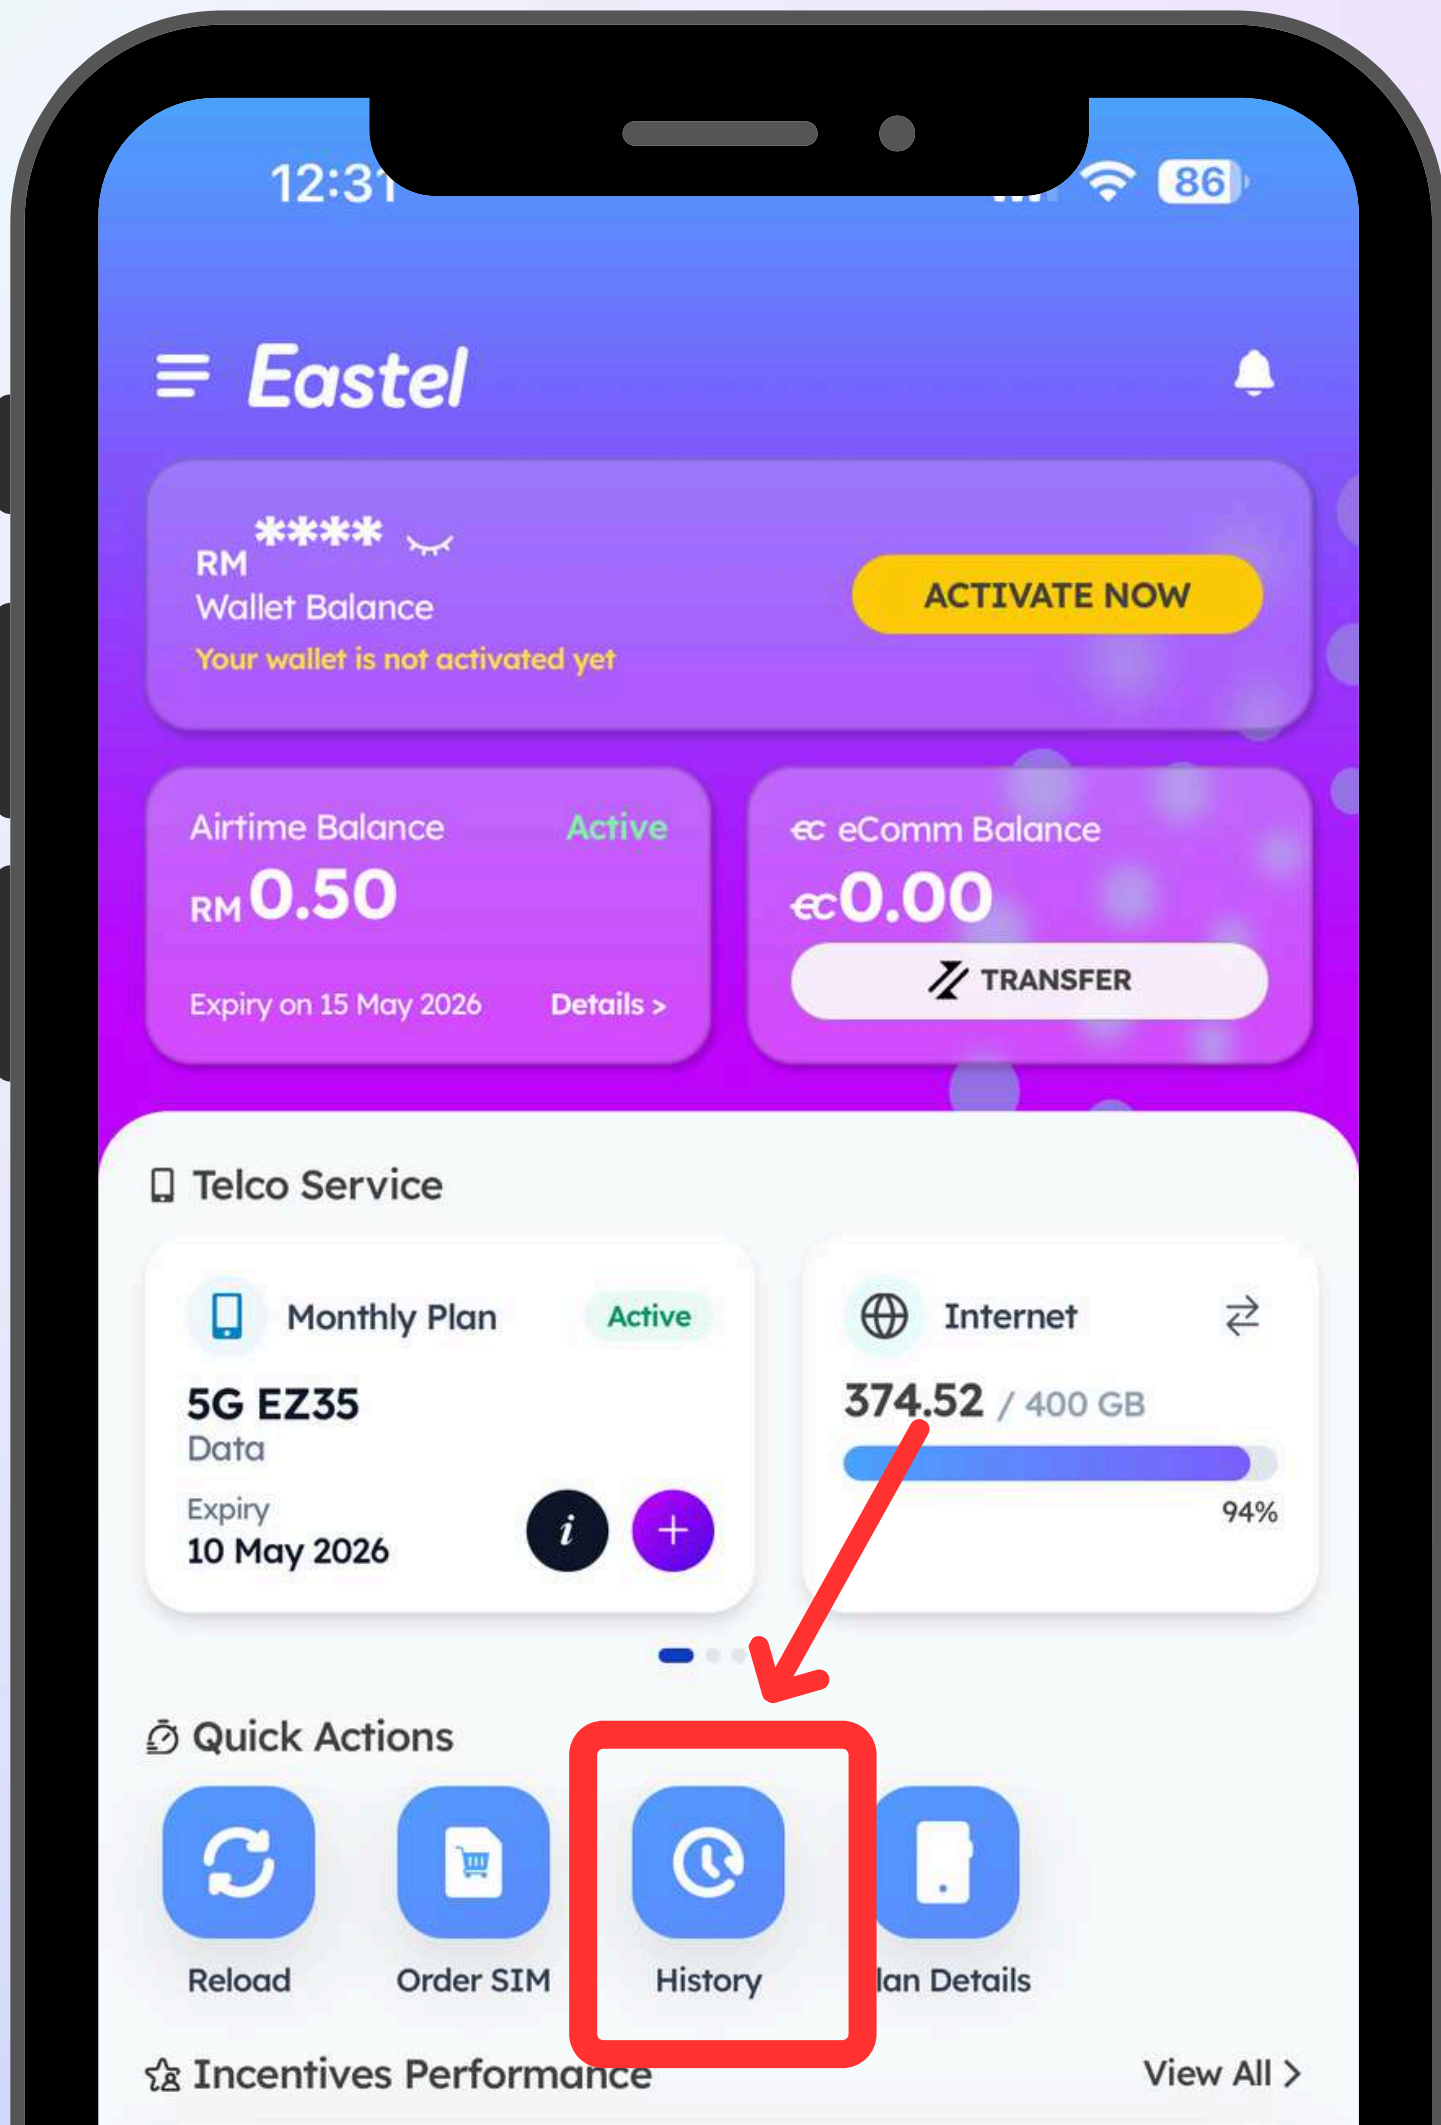 12:31
86
Eastel
RM ****
Wallet Balance
Your wallet is not activated yet
ACTIVATE NOW
Airtime Balance Active
RM 0.50
Expiry on 15 May 2026 Details >
eComm Balance
0.00
TRANSFER
Telco Service
Monthly Plan Active
5G EZ35
Data
Expiry
10 May 2026
i +
Internet
374.52 / 400 GB
94%
Quick Actions
Reload
Order SIM
History
lan Details
Incentives Performance
View All >